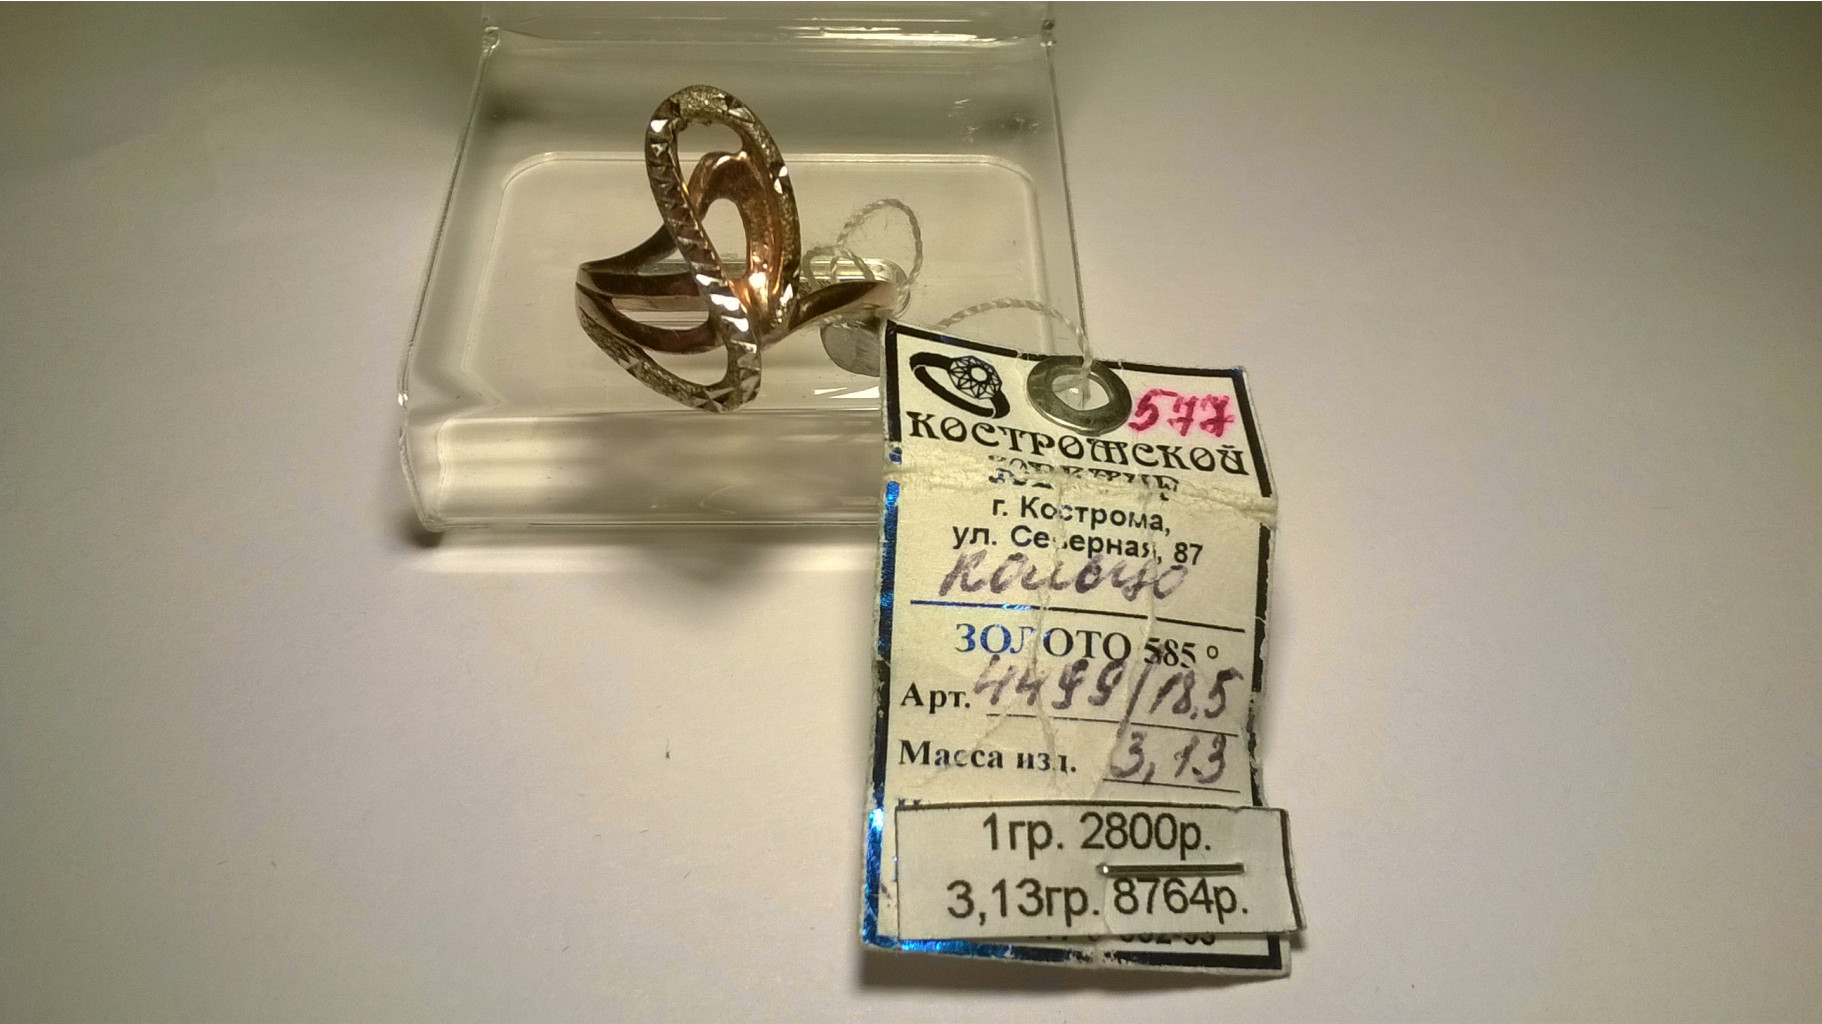 577
КОСТРОМСКОЙ
г. Кострома,
ул. Северная, 87
кольцо
ЗОЛОТО 585°
Арт. 4499/18,5
Масса изд. 3,13
1гр. 2800р.
3,13гр. 8764р.